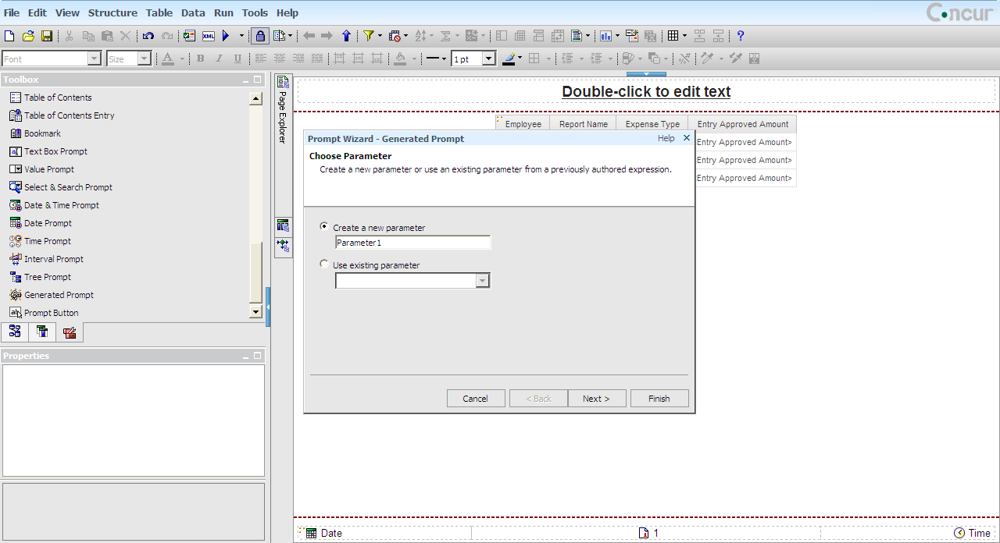 File Edit View Structure Table Data Run Tools Help
Concur
XML
Font Size A B I U 1 pt
Toolbox
Table of Contents
Table of Contents Entry
Bookmark
Text Box Prompt
Value Prompt
Select & Search Prompt
Date & Time Prompt
Date Prompt
Time Prompt
Interval Prompt
Tree Prompt
Generated Prompt
Prompt Button
Properties
Page Explorer
Double-click to edit text
Employee Report Name Expense Type Entry Approved Amount
Entry Approved Amount>
Entry Approved Amount>
Entry Approved Amount>
Prompt Wizard - Generated Prompt Help
Choose Parameter
Create a new parameter or use an existing parameter from a previously authored expression.
Create a new parameter
Parameter1
Use existing parameter
Cancel < Back Next > Finish
Date 1 Time